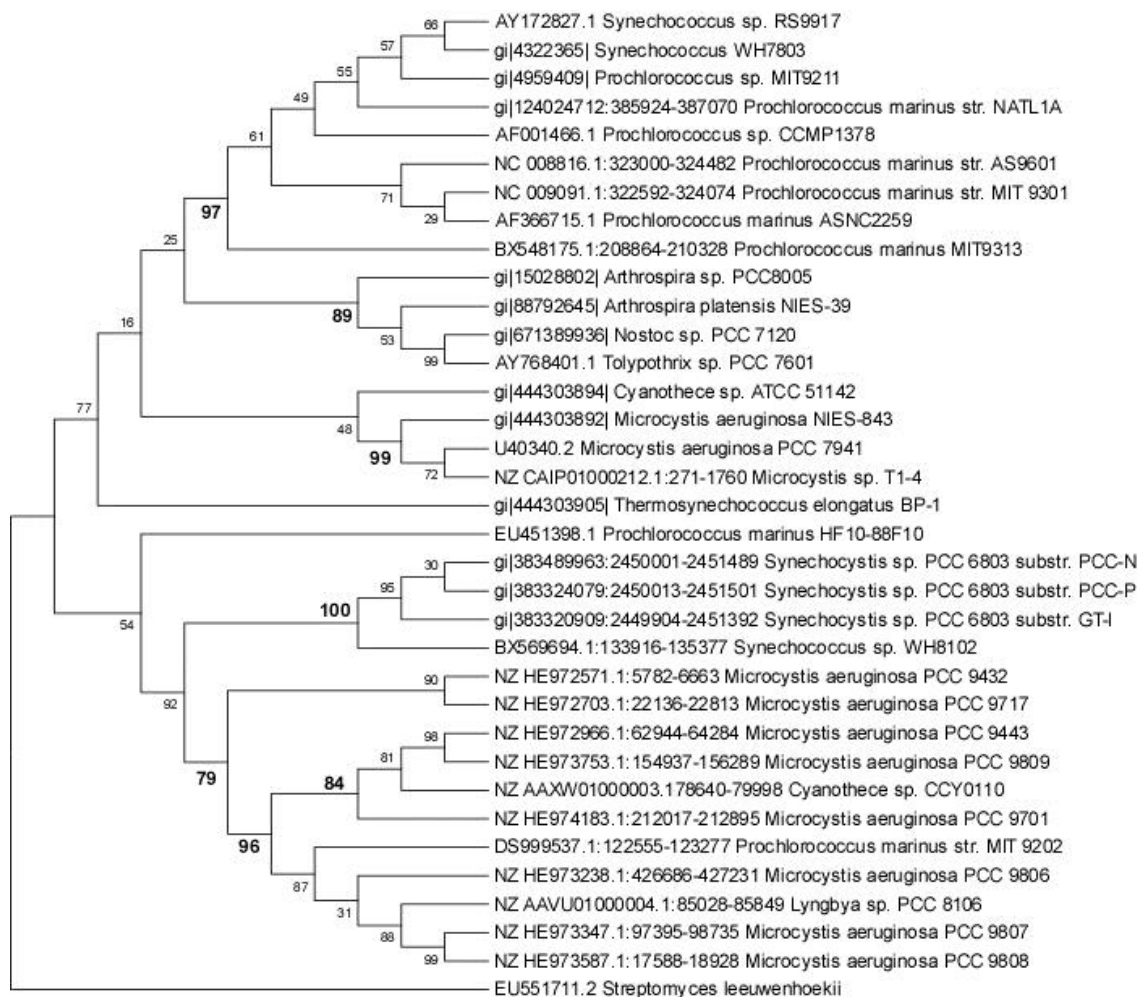 66 AY172827.1 Synechococcus sp. RS9917
57 gi|4322365| Synechococcus WH7803
55 gi|4959409| Prochlorococcus sp. MIT9211
49 gi|124024712:385924-387070 Prochlorococcus marinus str. NATL1A
61 AF001466.1 Prochlorococcus sp. CCMP1378
NC 008816.1:323000-324482 Prochlorococcus marinus str. AS9601
71 NC 009091.1:322592-324074 Prochlorococcus marinus str. MIT 9301
97 29 AF366715.1 Prochlorococcus marinus ASNC2259
25 BX548175.1:208864-210328 Prochlorococcus marinus MIT9313
gi|15028802| Arthrospira sp. PCC8005
89 gi|88792645| Arthrospira platensis NIES-39
16 53 gi|671389936| Nostoc sp. PCC 7120
99 AY768401.1 Tolypothrix sp. PCC 7601
gi|444303894| Cyanothece sp. ATCC 51142
77 48 gi|444303892| Microcystis aeruginosa NIES-843
99 U40340.2 Microcystis aeruginosa PCC 7941
72 NZ CAIP01000212.1:271-1760 Microcystis sp. T1-4
gi|444303905| Thermosynechococcus elongatus BP-1
EU451398.1 Prochlorococcus marinus HF10-88F10
30 gi|383489963:2450001-2451489 Synechocystis sp. PCC 6803 substr. PCC-N
95 gi|383324079:2450013-2451501 Synechocystis sp. PCC 6803 substr. PCC-P
54 100 gi|383320909:2449904-2451392 Synechocystis sp. PCC 6803 substr. GT-I
BX569694.1:133916-135377 Synechococcus sp. WH8102
90 NZ HE972571.1:5782-6663 Microcystis aeruginosa PCC 9432
92 NZ HE972703.1:22136-22813 Microcystis aeruginosa PCC 9717
98 NZ HE972966.1:62944-64284 Microcystis aeruginosa PCC 9443
79 81 NZ HE973753.1:154937-156289 Microcystis aeruginosa PCC 9809
84 NZ AAXW01000003.178640-79998 Cyanothece sp. CCY0110
NZ HE974183.1:212017-212895 Microcystis aeruginosa PCC 9701
96 DS999537.1:122555-123277 Prochlorococcus marinus str. MIT 9202
87 NZ HE973238.1:426686-427231 Microcystis aeruginosa PCC 9806
31 NZ AAVU01000004.1:85028-85849 Lyngbya sp. PCC 8106
88 NZ HE973347.1:97395-98735 Microcystis aeruginosa PCC 9807
99 NZ HE973587.1:17588-18928 Microcystis aeruginosa PCC 9808
EU551711.2 Streptomyces leeuwenhoekii